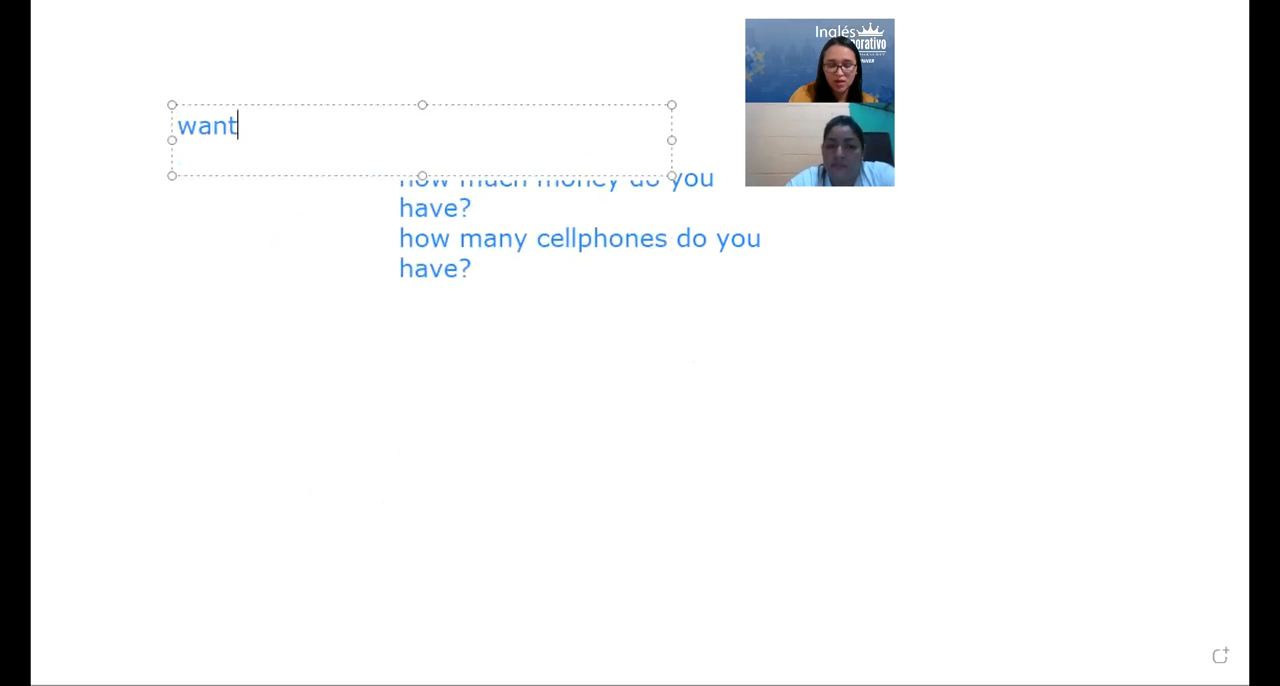 Inglés
want
how much money do you
have?
how many cellphones do you
have?